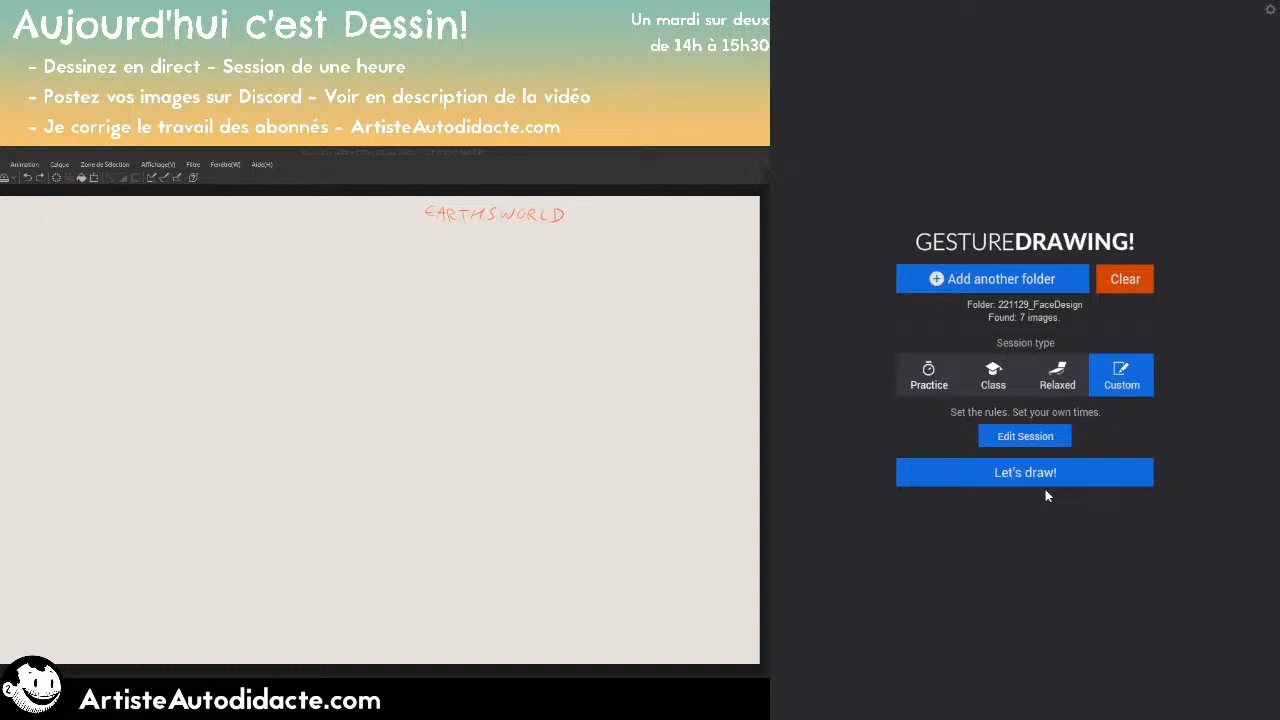 Aujourd'hui c'est Dessin!
Un mardi sur deux
de 14h à 15h30
- Dessinez en direct - Session de une heure
- Postez vos images sur Discord - Voir en description de la vidéo
- Je corrige le travail des abonnés - ArtisteAutodidacte.com
Animation Calque Zone de Sélection Affichage(V) Filtre Fenêtre(W) Aide(H)
EARTHSWORLD
GESTUREDRAWING!
Add another folder
Clear
Folder: 221129_FaceDesign
Found: 7 images.
Session type
Practice Class Relaxed Custom
Set the rules. Set your own times.
Edit Session
Let's draw!
ArtisteAutodidacte.com